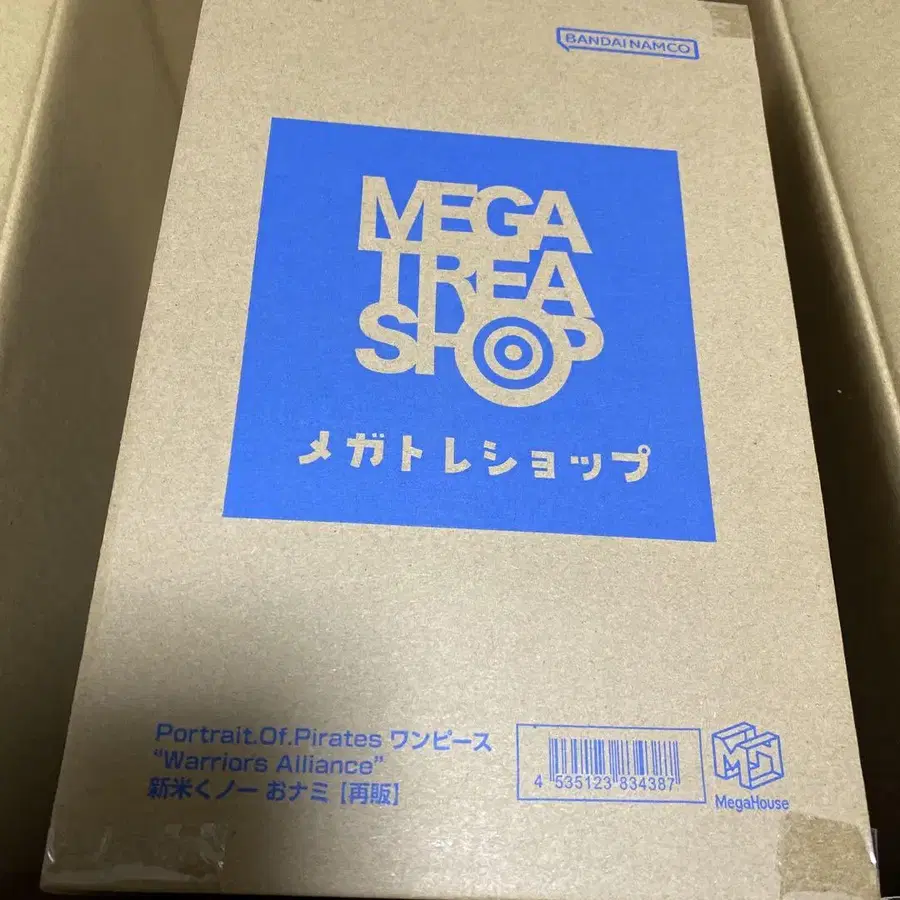 BANDAI NAMCO
MEGA
TREA
SHOP
メガトレショップ
Portrait.Of.Pirates ワンピース
“Warriors Alliance”
新米くノ一 おナミ【再販】
4 535123 834387
MegaHouse